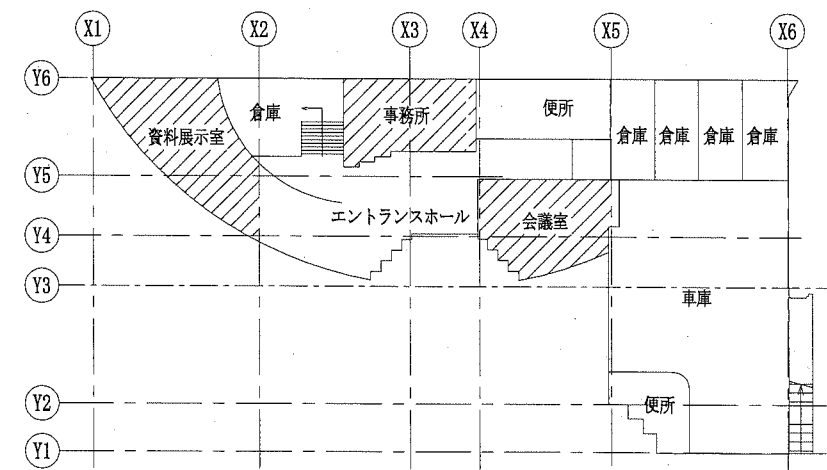 X1 X2 X3 X4 X5 X6
Y6
倉庫
事務所
便所
資料展示室
倉庫 倉庫 倉庫 倉庫
Y5
エントランスホール
会議室
Y4
Y3
車庫
Y2
便所
Y1